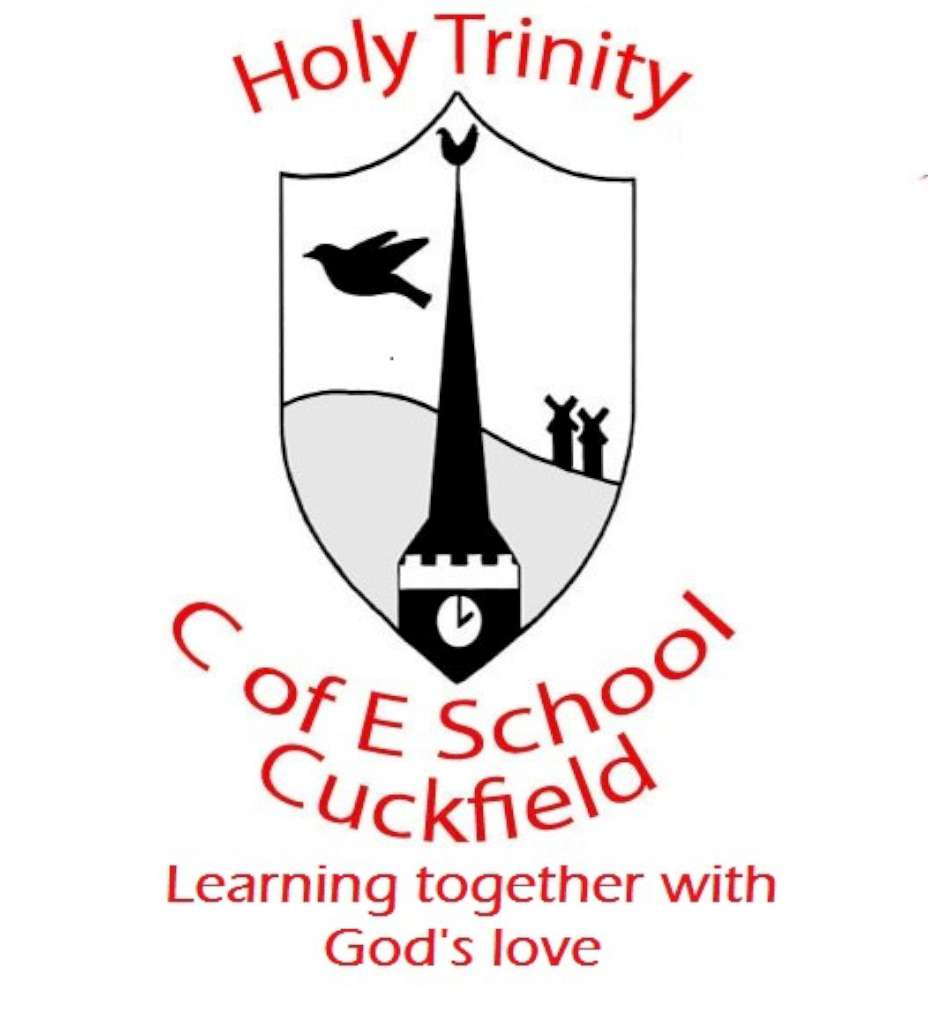 Holy Trinity
C of E School
Cuckfield
Learning together with
God's love